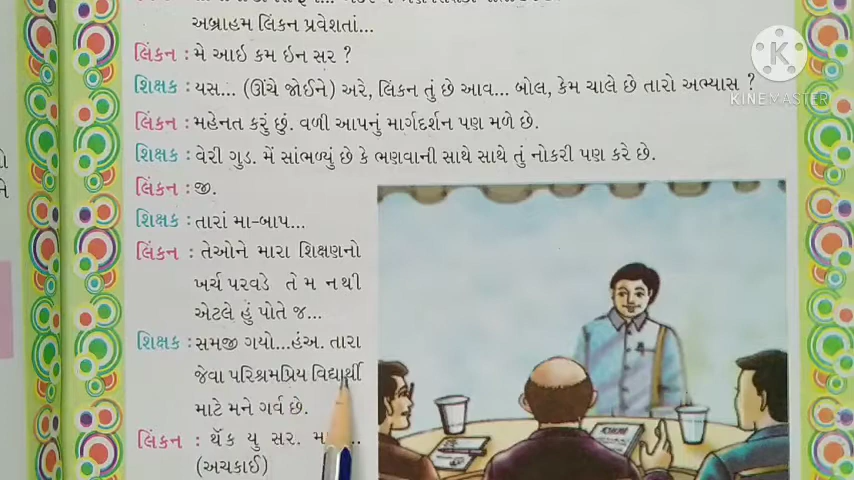 અબ્રાહમ લિંકન પ્રવેશતાં...
લિંકન : મે આઇ કમ ઇન સર ?
શિક્ષક : યસ... (ઊંચે જોઈને) અરે, લિંકન તું છે આવ... બોલ, કેમ ચાલે છે તારો અભ્યાસ ?
લિંકન : મહેનત કરું છું. વળી આપનું માર્ગદર્શન પણ મળે છે.
શિક્ષક : વેરી ગુડ. મેં સાંભળ્યું છે કે ભણવાની સાથે સાથે તું નોકરી પણ કરે છે.
લિંકન : જી.
શિક્ષક : તારાં મા-બાપ...
લિંકન : તેઓને મારા શિક્ષણનો
ખર્ચ પરવડે તેમ નથી
એટલે હું પોતે જ...
શિક્ષક : સમજી ગયો...હંઅ. તારા
જેવા પરિશ્રમપ્રિય વિદ્યાર્થી
માટે મને ગર્વ છે.
લિંકન : થૅંક યુ સર.
(અચકાઈ)
KINEMASTER